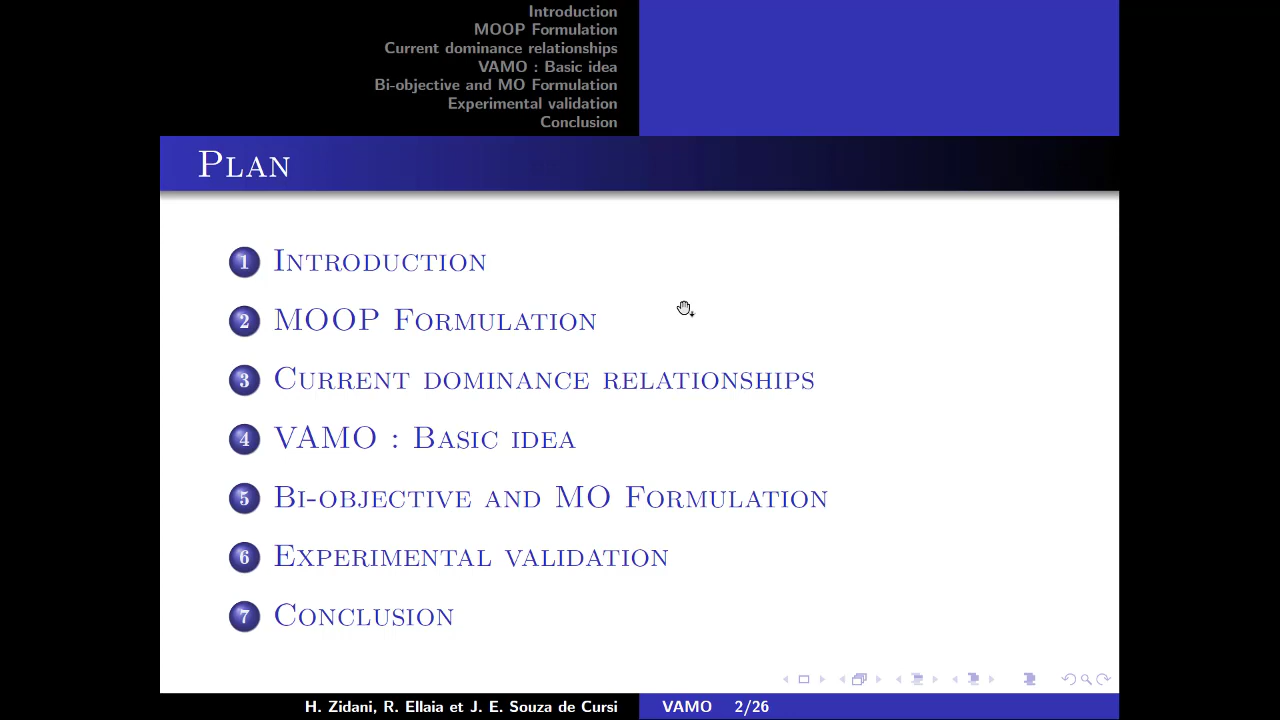 Introduction
MOOP Formulation
Current dominance relationships
VAMO : Basic idea
Bi-objective and MO Formulation
Experimental validation
Conclusion
Plan
1 Introduction
2 MOOP Formulation
3 Current dominance relationships
4 VAMO : Basic idea
5 Bi-objective and MO Formulation
6 Experimental validation
7 Conclusion
H. Zidani, R. Ellaia et J. E. Souza de Cursi VAMO 2/26